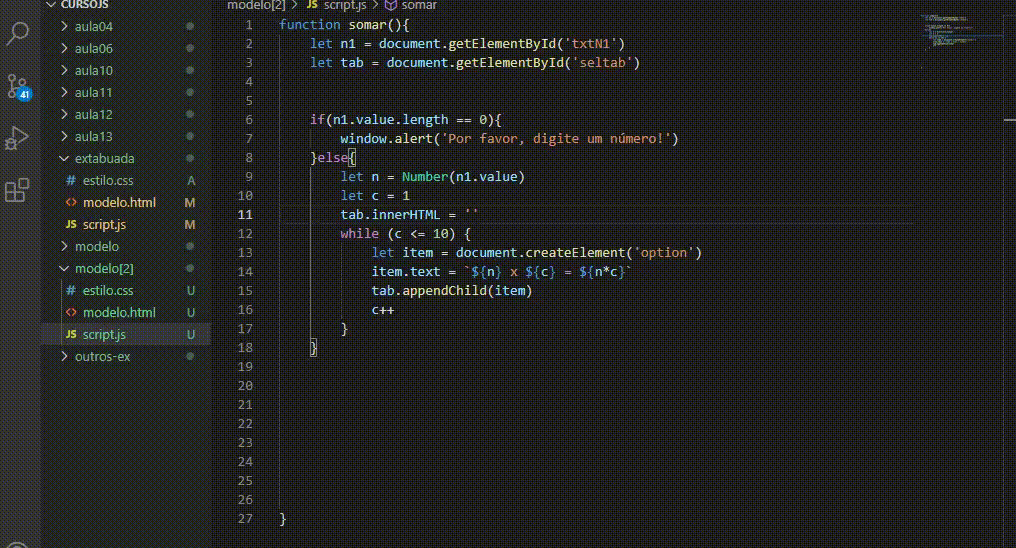 CURSOJS
aula04
aula06
aula10
aula11
aula12
aula13
extabuada
# estilo.css A
<> modelo.html M
JS script.js M
modelo
modelo[2]
# estilo.css U
<> modelo.html U
JS script.js U
outros-ex
41
modelo[2] > JS script.js > somar
1 function somar(){
2 let n1 = document.getElementById('txtN1')
3 let tab = document.getElementById('seltab')
4
5
6 if(n1.value.length == 0){
7 window.alert('Por favor, digite um número!')
8 }else{
9 let n = Number(n1.value)
10 let c = 1
11 tab.innerHTML = ''
12 while (c <= 10) {
13 let item = document.createElement('option')
14 item.text = `${n} x ${c} = ${n*c}`
15 tab.appendChild(item)
16 c++
17 }
18 }
19
20
21
22
23
24
25
26
27 }